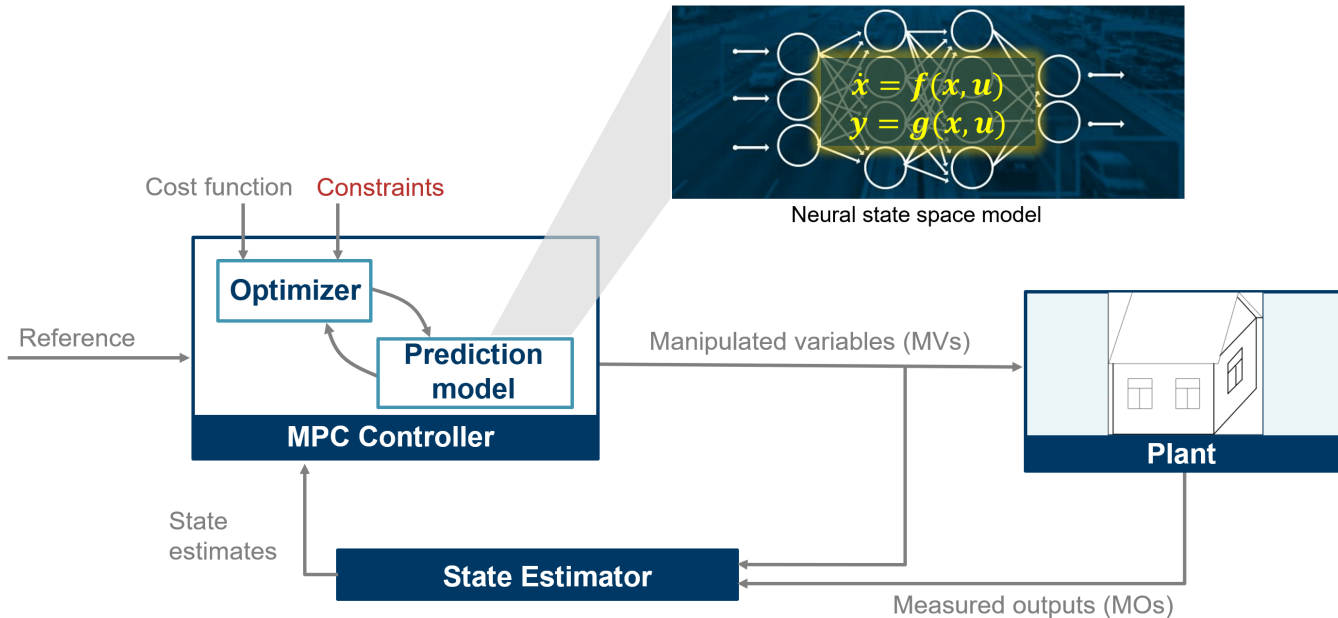 ẋ = f(x, u)
y = g(x, u)
Neural state space model
Cost function
Constraints
Optimizer
Reference
Prediction
model
Manipulated variables (MVs)
MPC Controller
Plant
State
estimates
State Estimator
Measured outputs (MOs)